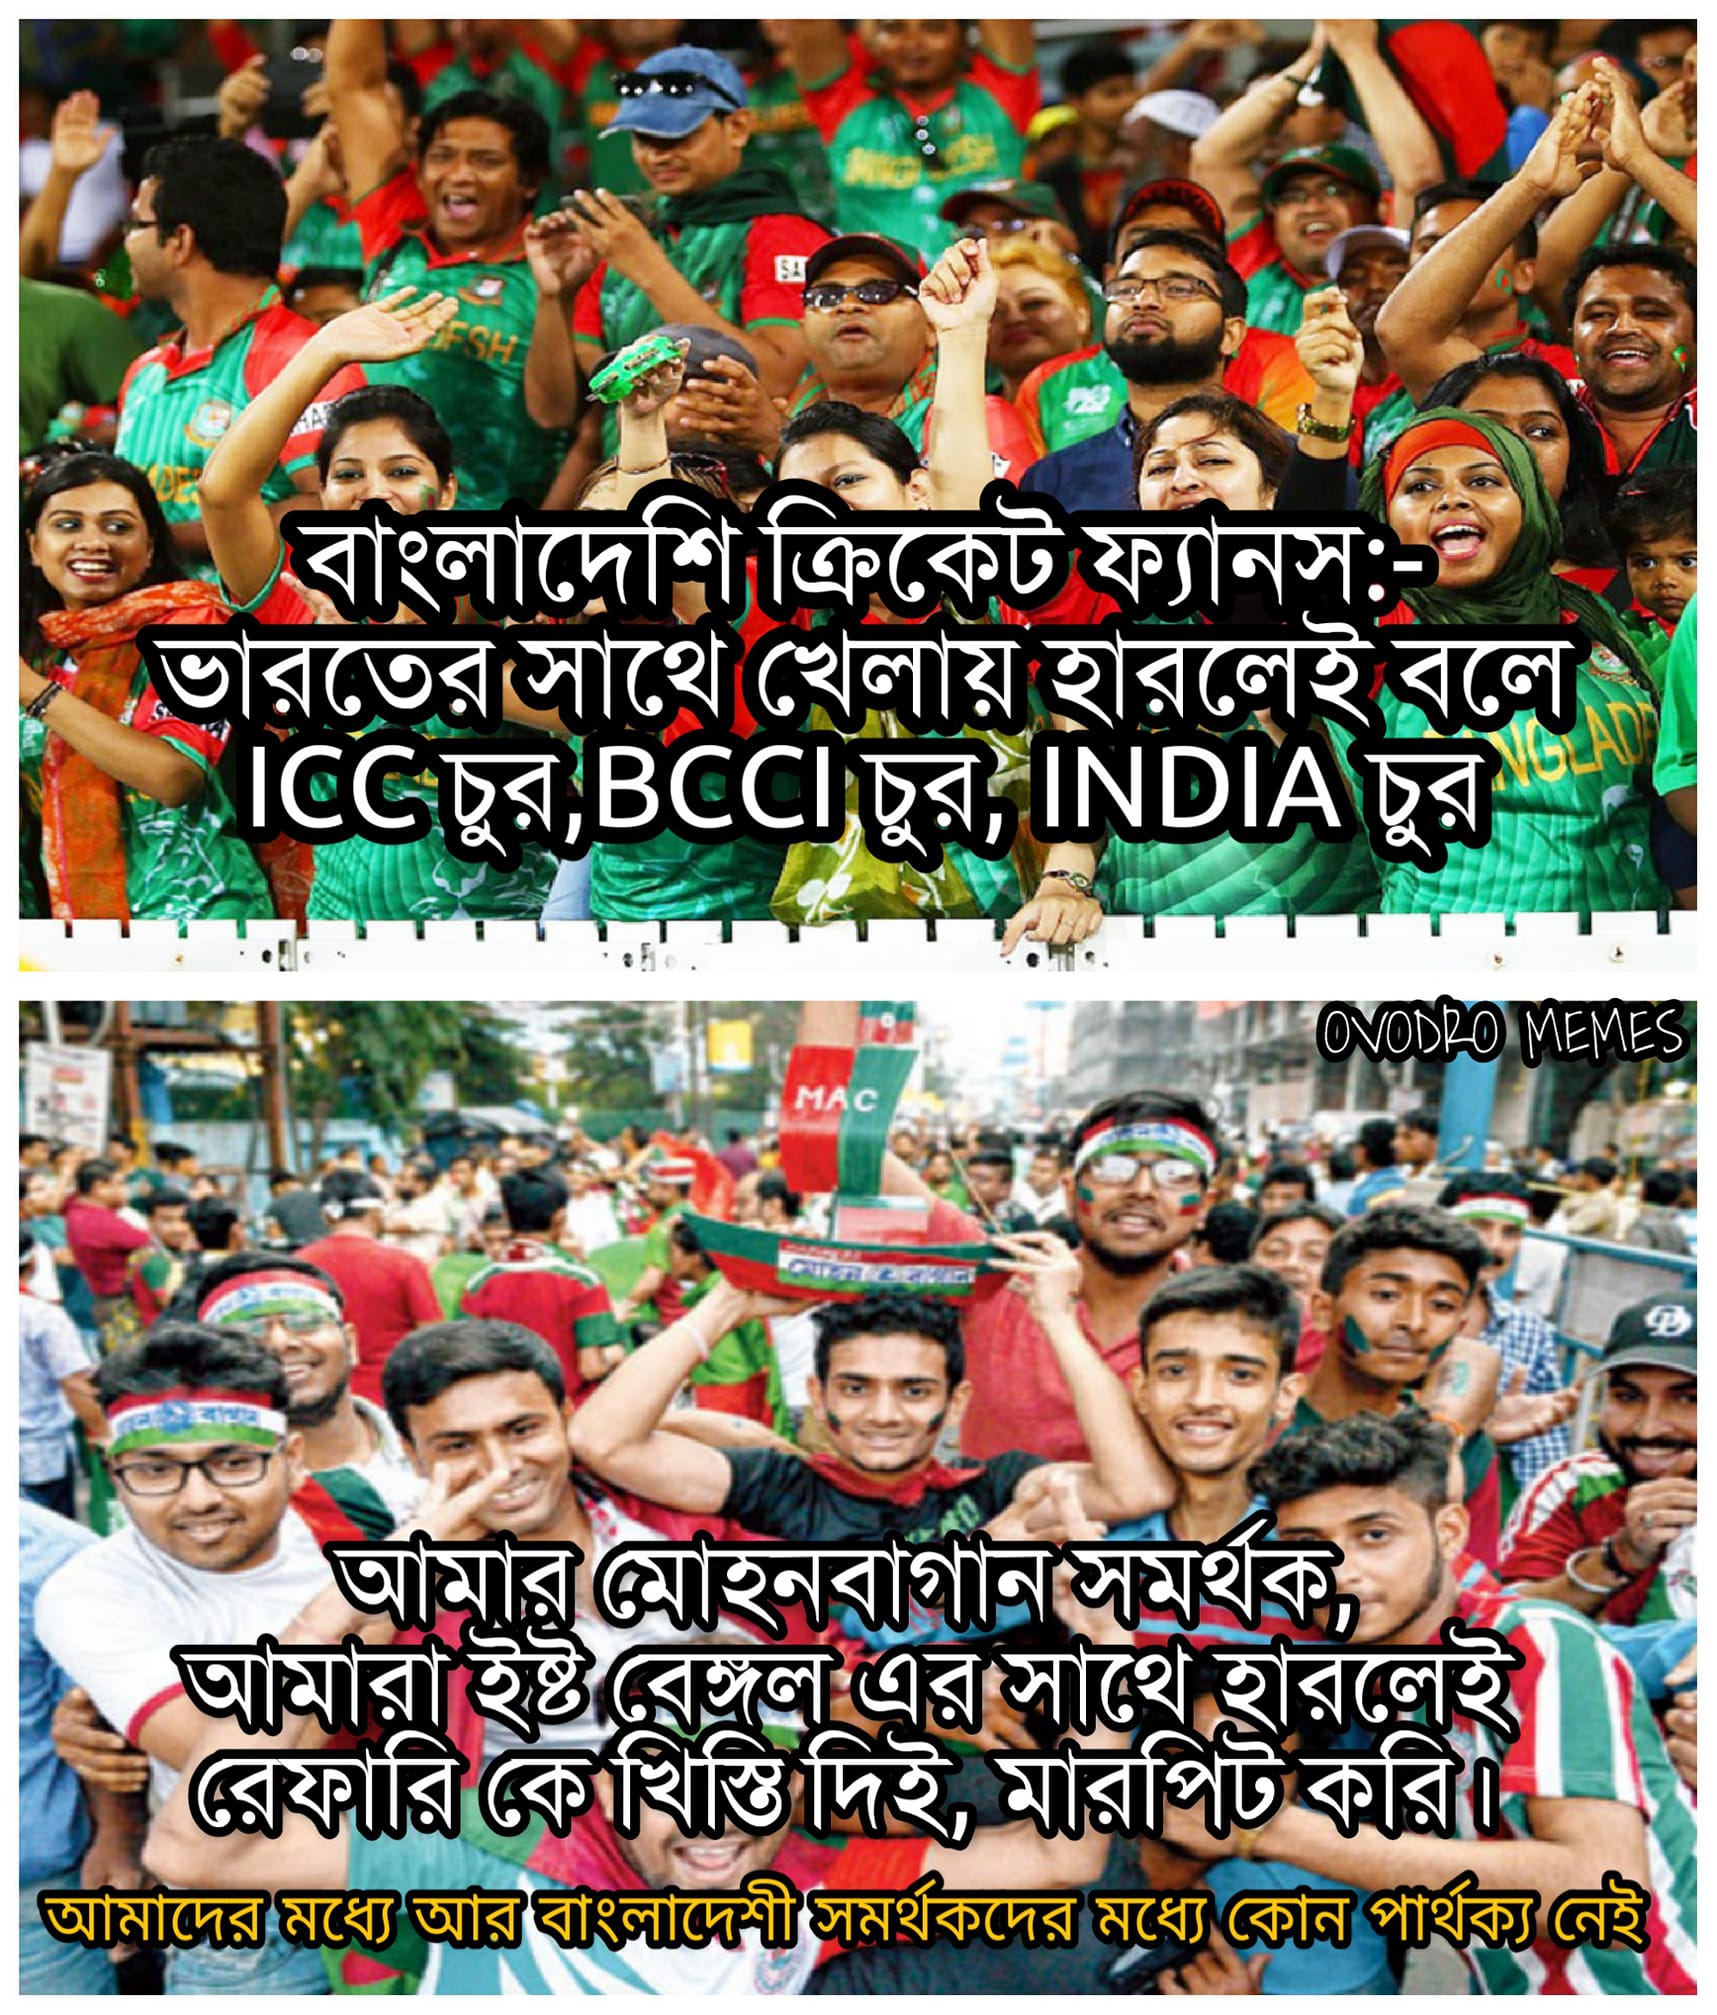 বাংলাদেশি ক্রিকেট ফ্যানস:-
ভারতের সাথে খেলায় হারলেই বলে
ICC চুর,BCCI চুর, INDIA চুর
OVODRO MEMES
MAC
আমার মোহনবাগান সমর্থক,
আমারা ইষ্ট বেঙ্গল এর সাথে হারলেই
রেফারি কে খিস্তি দিই, মারপিট করি।
আমাদের মধ্যে আর বাংলাদেশী সমর্থকদের মধ্যে কোন পার্থক্য নেই